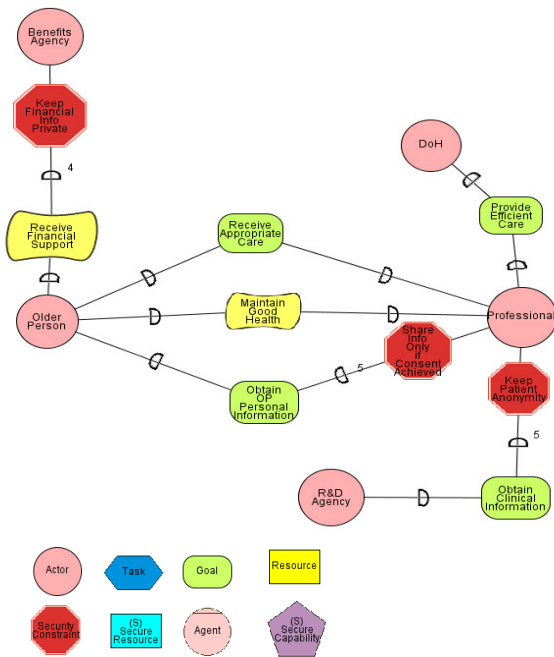 Benefits
Agency
Keep
Financial
Info
Private
4
Receive
Financial
Support
Older
Person
Receive
Appropriate
Care
Maintain
Good
Health
Obtain
OP
Personal
Information
5
Share
Info
Only
if
Consent
Achieved
DoH
Provide
Efficient
Care
Professional
Keep
Patient
Anonymity
5
R&D
Agency
Obtain
Clinical
Information
Actor
Task
Goal
Resource
Security
Constraint
(S)
Secure
Resource
Agent
(S)
Secure
Capability